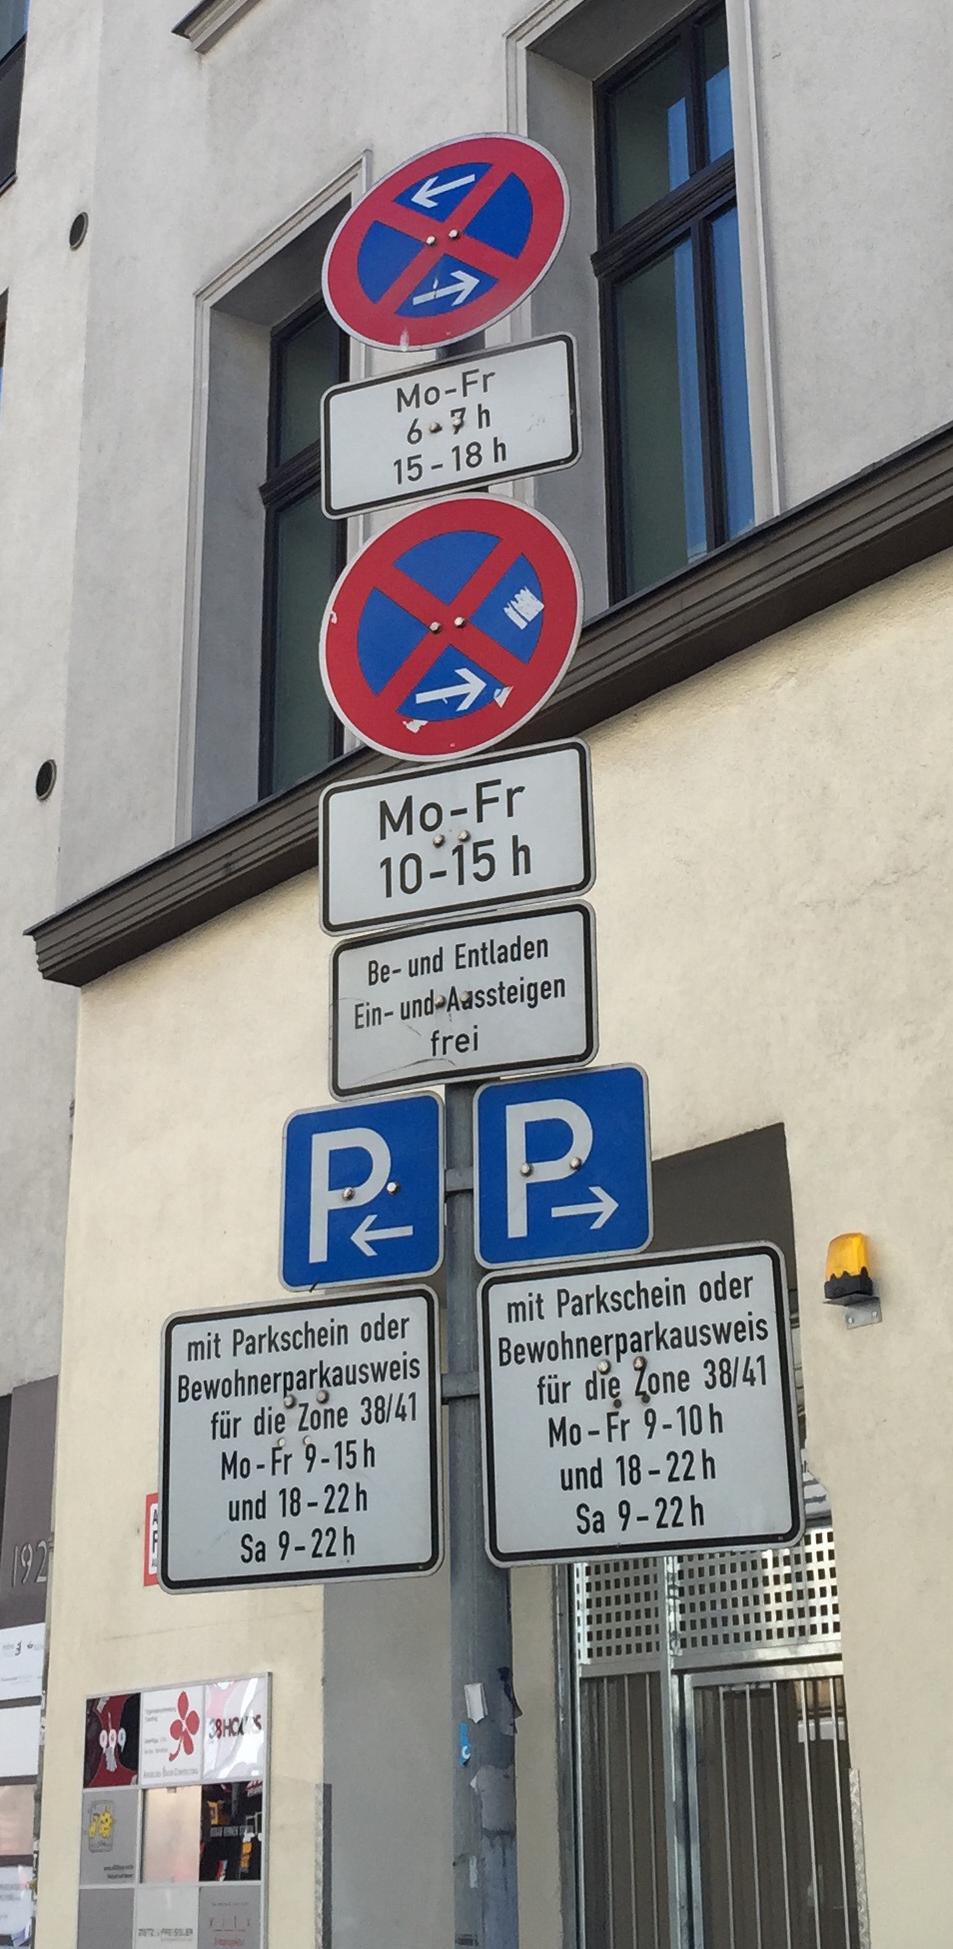 Mo-Fr
6-7 h
15-18 h
Mo-Fr
10-15 h
Be- und Entladen
Ein- und Aussteigen
frei
P
P
mit Parkschein oder
Bewohnerparkausweis
für die Zone 38/41
Mo-Fr 9-15 h
und 18-22 h
Sa 9-22 h
mit Parkschein oder
Bewohnerparkausweis
für die Zone 38/41
Mo-Fr 9-10 h
und 18-22 h
Sa 9-22 h
192